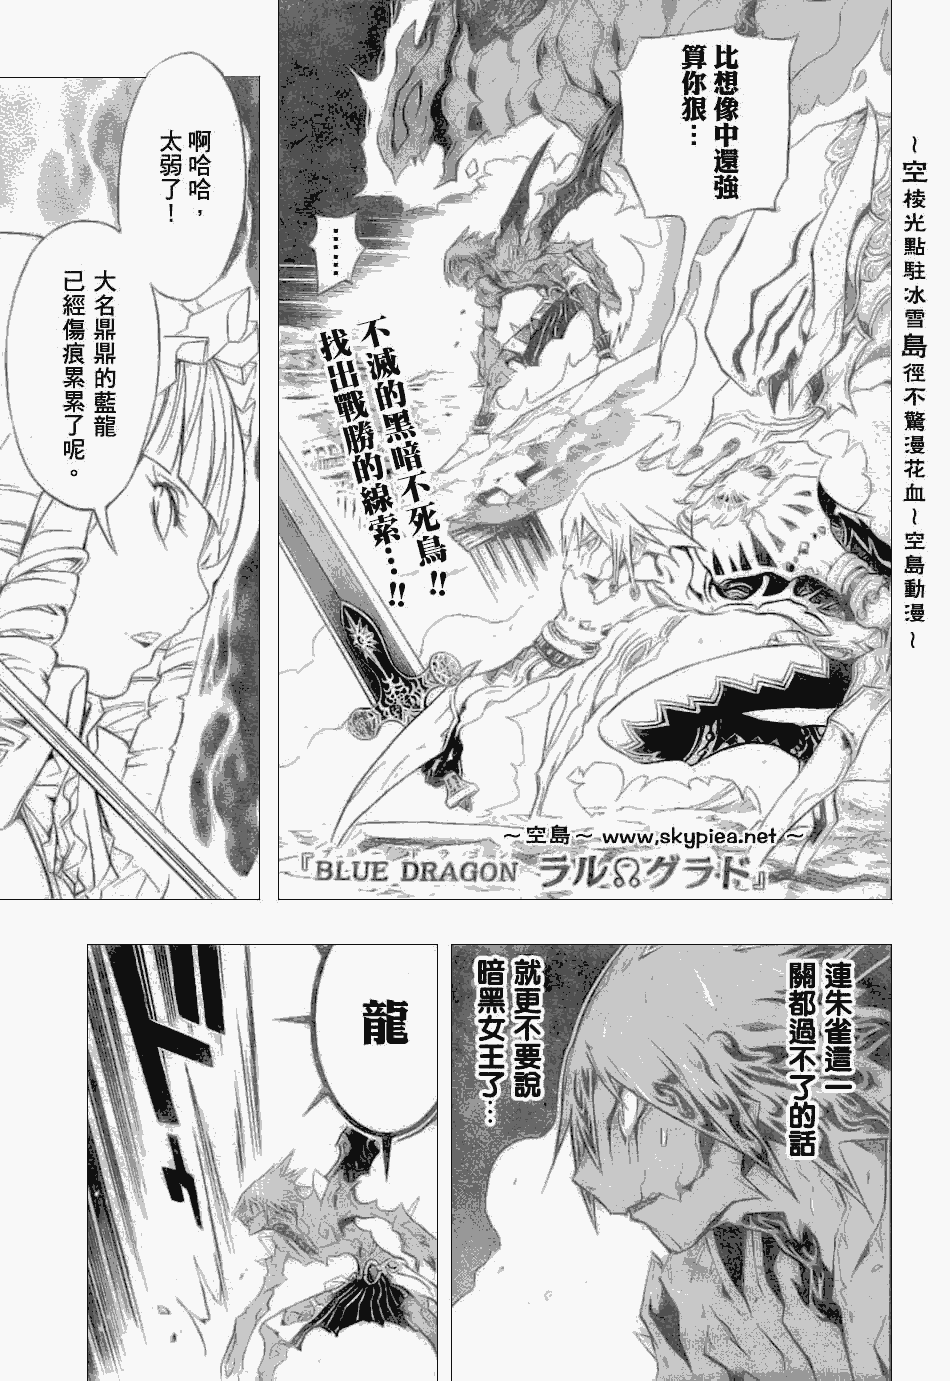 比想像中還強
算你狠…
……
不滅的黑暗不死鳥!!
找出戰勝的線索…!!
～空島～ www,skypiea.net～
『BLUE DRAGON ラルΩグラド』
啊哈哈，
太弱了!
大名鼎鼎的藍龍
已經傷痕累累了呢。
連朱雀這一
關都過不了的話
就更不要說
暗黑女王了…
龍
～空棱光點駐冰雪島徑不驚漫花血～空島動漫～